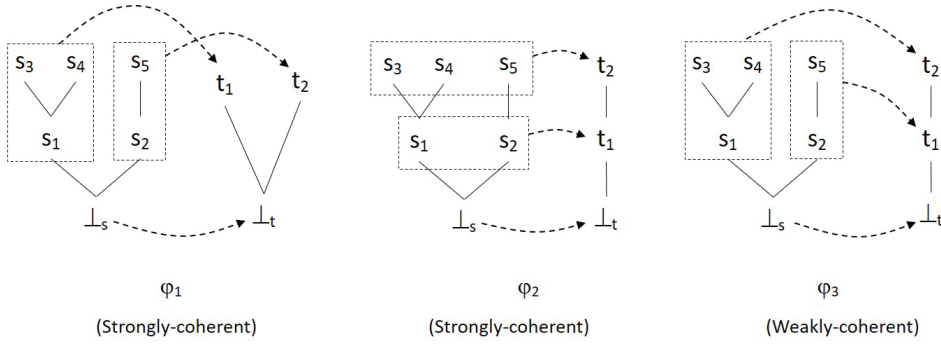 s₃ s₄ s₅ t₁ t₂
s₁ s₂
⊥ₛ ⊥ₜ
φ₁
(Strongly-coherent)
s₃ s₄ s₅ t₂
s₁ s₂ t₁
⊥ₛ ⊥ₜ
φ₂
(Strongly-coherent)
s₃ s₄ s₅ t₂
s₁ s₂ t₁
⊥ₛ ⊥ₜ
φ₃
(Weakly-coherent)